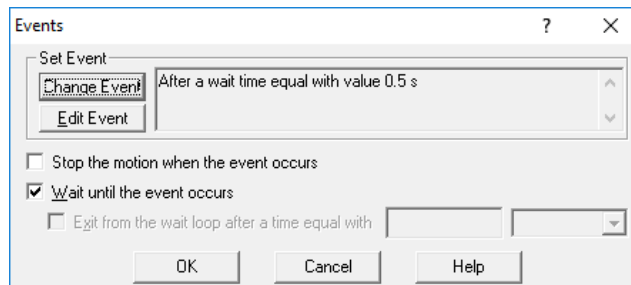 Events
?
Set Event
Change Event
After a wait time equal with value 0.5 s
Edit Event
Stop the motion when the event occurs
Wait until the event occurs
Exit from the wait loop after a time equal with
OK Cancel Help